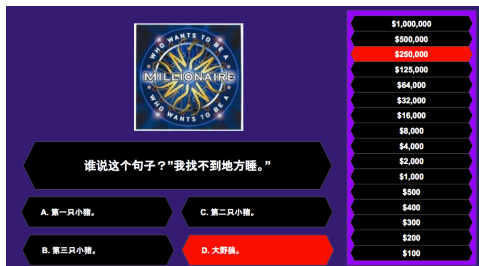 WHO WANTS TO BE A
MILLIONAIRE
WHO WANTS TO BE A
谁说这个句子？”我找不到地方睡。”
A. 第一只小猪。
C. 第二只小猪。
B. 第三只小猪。
D. 大野狼。
$1,000,000
$500,000
$250,000
$125,000
$64,000
$32,000
$16,000
$8,000
$4,000
$2,000
$1,000
$500
$400
$300
$200
$100